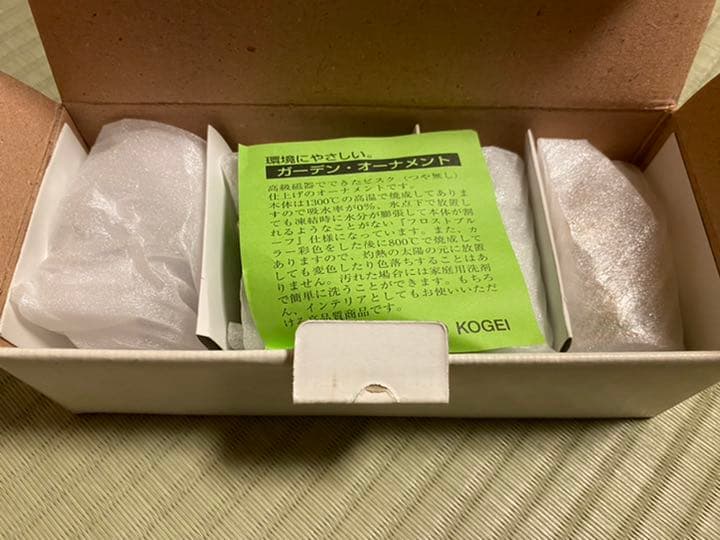 環境にやさしい。
ガーデン・オーナメント
高級磁器でできたビスク(つや無し)
仕上げのオーナメントです。
本体は1300℃の高温で焼成してありま
すので吸水率が0%、氷点下で放置し
ても凍結時に水分が膨張して本体が割
れるようなことがない『フロストプル
ーフ』仕様になっています。また、カ
ラー彩色をした後に800℃で焼成して
ありますので、灼熱の太陽の元に放置
しても変色したり色落ちすることはあ
りません。汚れた場合には家庭用洗剤
で簡単に洗うことができます。もちろ
ん、インテリアとしてもお使いいただ
ける高品質商品です。
KOGEI